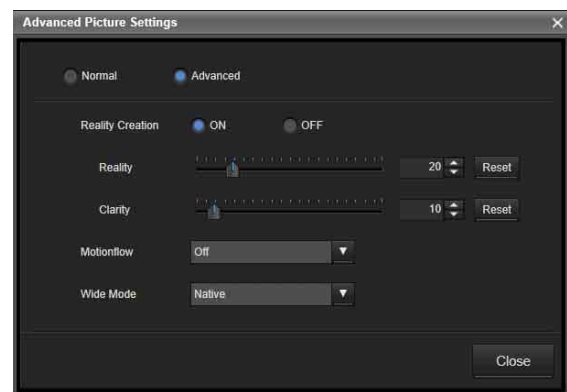 Advanced Picture Settings
Normal Advanced
Reality Creation ON OFF
Reality 20 Reset
Clarity 10 Reset
Motionflow Off
Wide Mode Native
Close